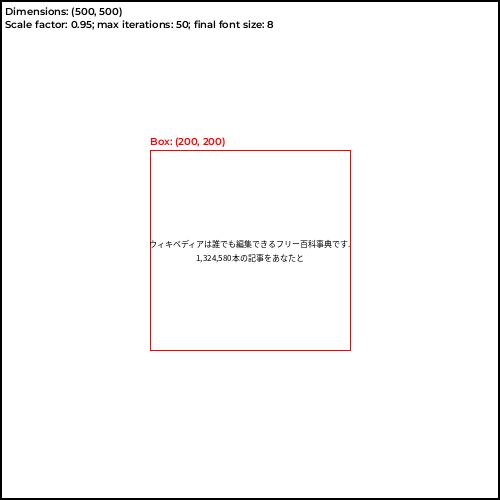 Dimensions: (500, 500)
Scale factor: 0.95; max iterations: 50; final font size: 8
Box: (200, 200)
ウィキペディアは誰でも編集できるフリー百科事典です.
1,324,580本の記事をあなたと